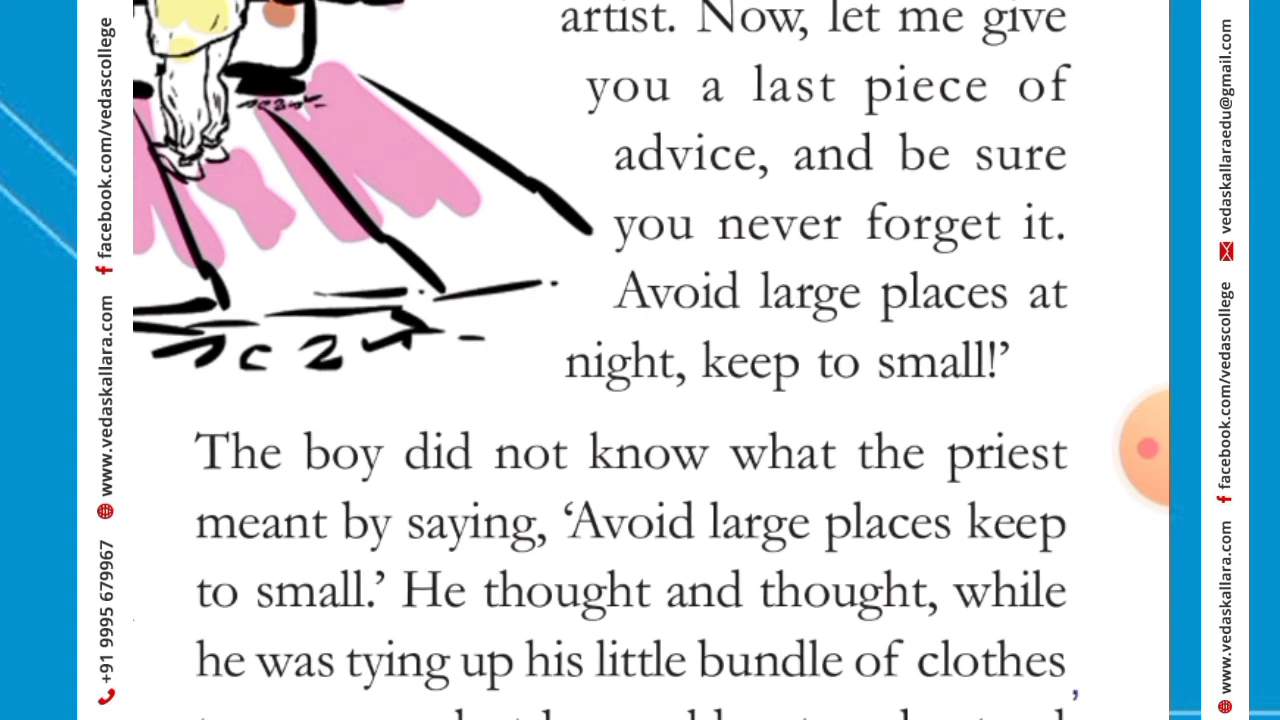 artist. Now, let me give
you a last piece of
advice, and be sure
you never forget it.
Avoid large places at
night, keep to small!’
The boy did not know what the priest
meant by saying, ‘Avoid large places keep
to small.’ He thought and thought, while
he was tying up his little bundle of clothes
+91 9995 679967 www.vedaskallara.com facebook.com/vedascollege
www.vedaskallara.com facebook.com/vedascollege vedaskallaraedu@gmail.com